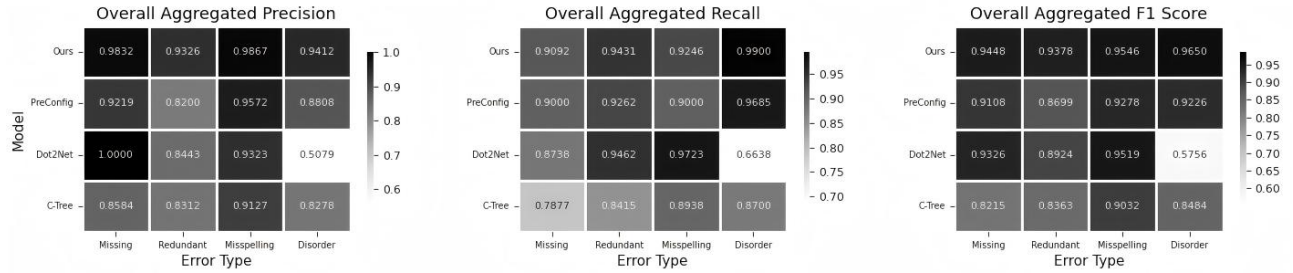 Overall Aggregated Precision
Model
Ours 0.9832 0.9326 0.9867 0.9412
PreConfig 0.9219 0.8200 0.9572 0.8808
Dot2Net 1.0000 0.8443 0.9323 0.5079
C-Tree 0.8584 0.8312 0.9127 0.8278
Missing Redundant Misspelling Disorder
Error Type
1.0
0.9
0.8
0.7
0.6
Overall Aggregated Recall
Ours 0.9092 0.9431 0.9246 0.9900
PreConfig 0.9000 0.9262 0.9000 0.9685
Dot2Net 0.8738 0.9462 0.9723 0.6638
C-Tree 0.7877 0.8415 0.8938 0.8700
Missing Redundant Misspelling Disorder
Error Type
0.95
0.90
0.85
0.80
0.75
0.70
Overall Aggregated F1 Score
Ours 0.9448 0.9378 0.9546 0.9650
PreConfig 0.9108 0.8699 0.9278 0.9226
Dot2Net 0.9326 0.8924 0.9519 0.5756
C-Tree 0.8215 0.8363 0.9032 0.8484
Missing Redundant Misspelling Disorder
Error Type
0.95
0.90
0.85
0.80
0.75
0.70
0.65
0.60